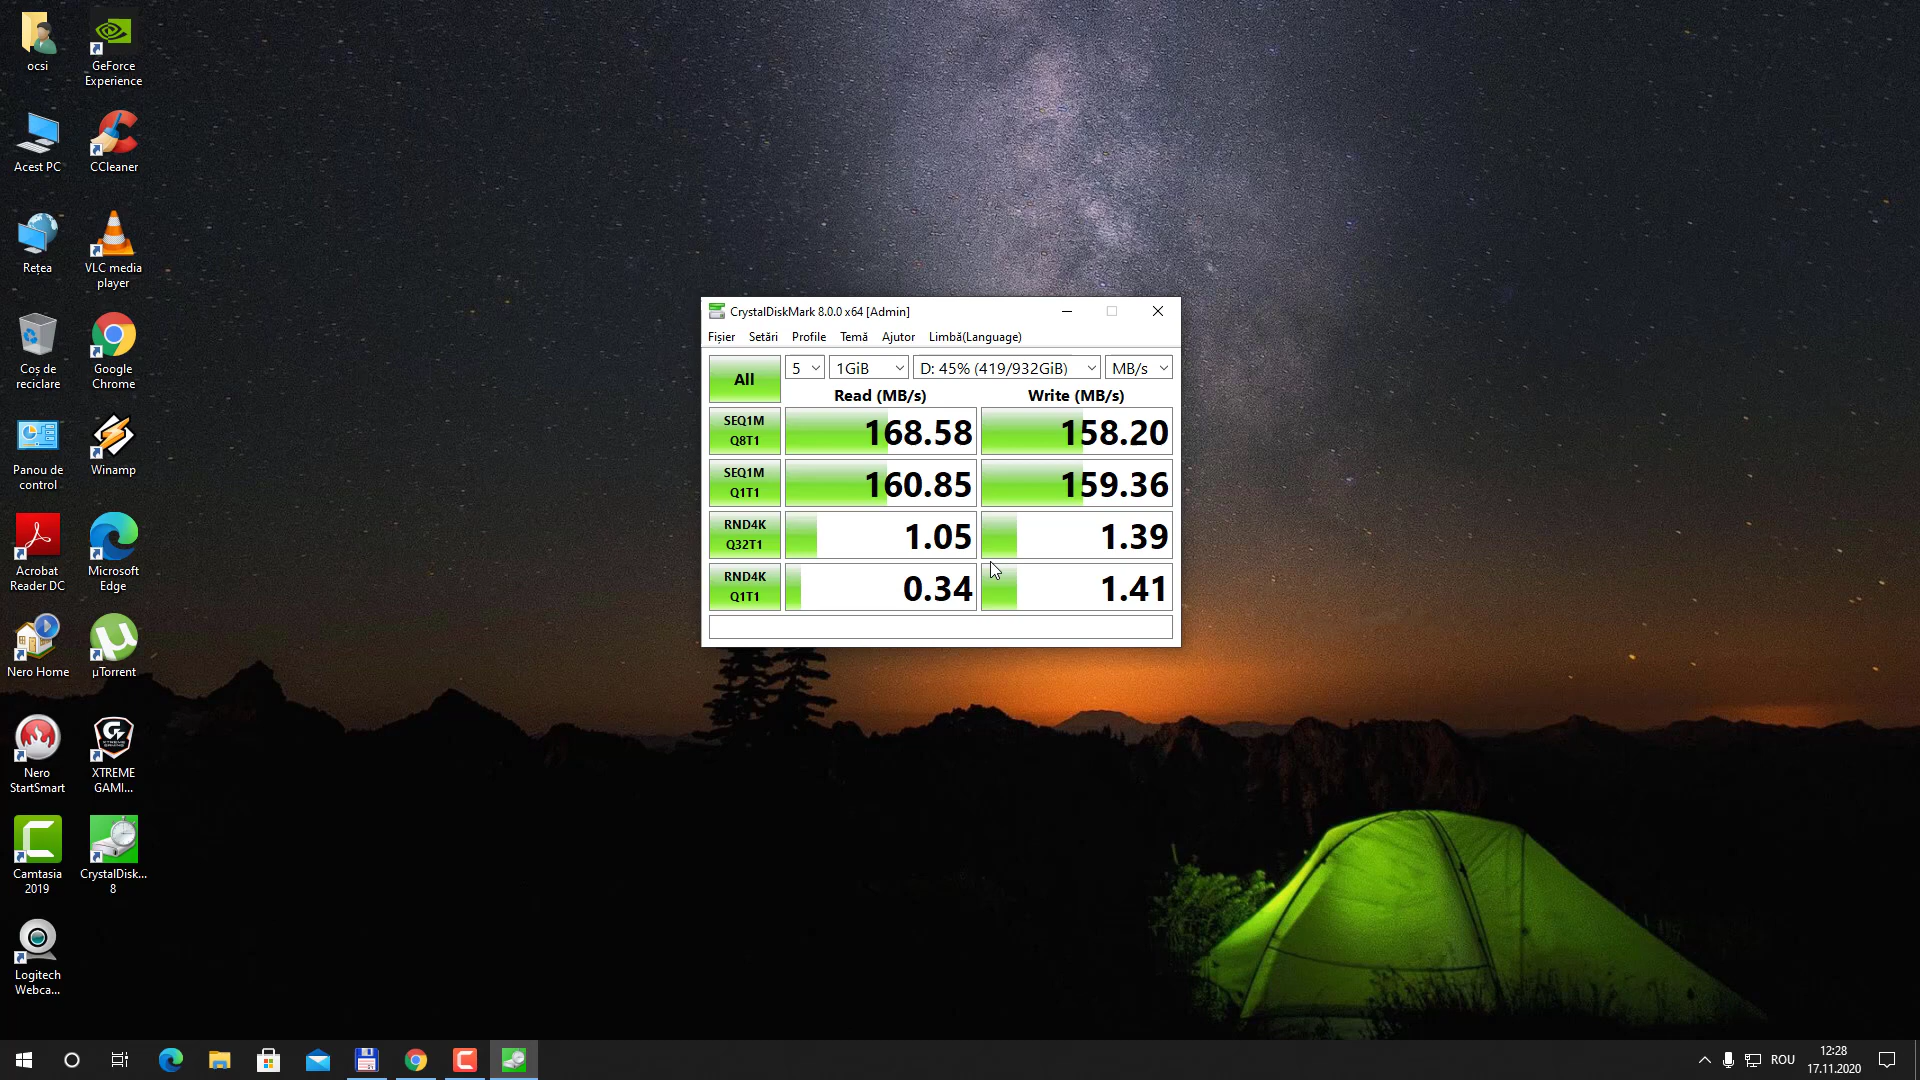 ocsi
GeForce
Experience
Acest PC
CCleaner
Rețea
VLC media
player
Coș de
reciclare
Google
Chrome
Panou de
control
Winamp
Acrobat
Reader DC
Microsoft
Edge
Nero Home
µTorrent
Nero
StartSmart
XTREME
GAMI...
Camtasia
2019
CrystalDisk...
8
Logitech
Webca...
CrystalDiskMark 8.0.0 x64 [Admin]
Fișier Setări Profile Temă Ajutor Limbă(Language)
All 5 1GiB D: 45% (419/932GiB) MB/s
Read (MB/s) Write (MB/s)
SEQ1M
Q8T1 168.58 158.20
SEQ1M
Q1T1 160.85 159.36
RND4K
Q32T1 1.05 1.39
RND4K
Q1T1 0.34 1.41
ROU
12:28
17.11.2020